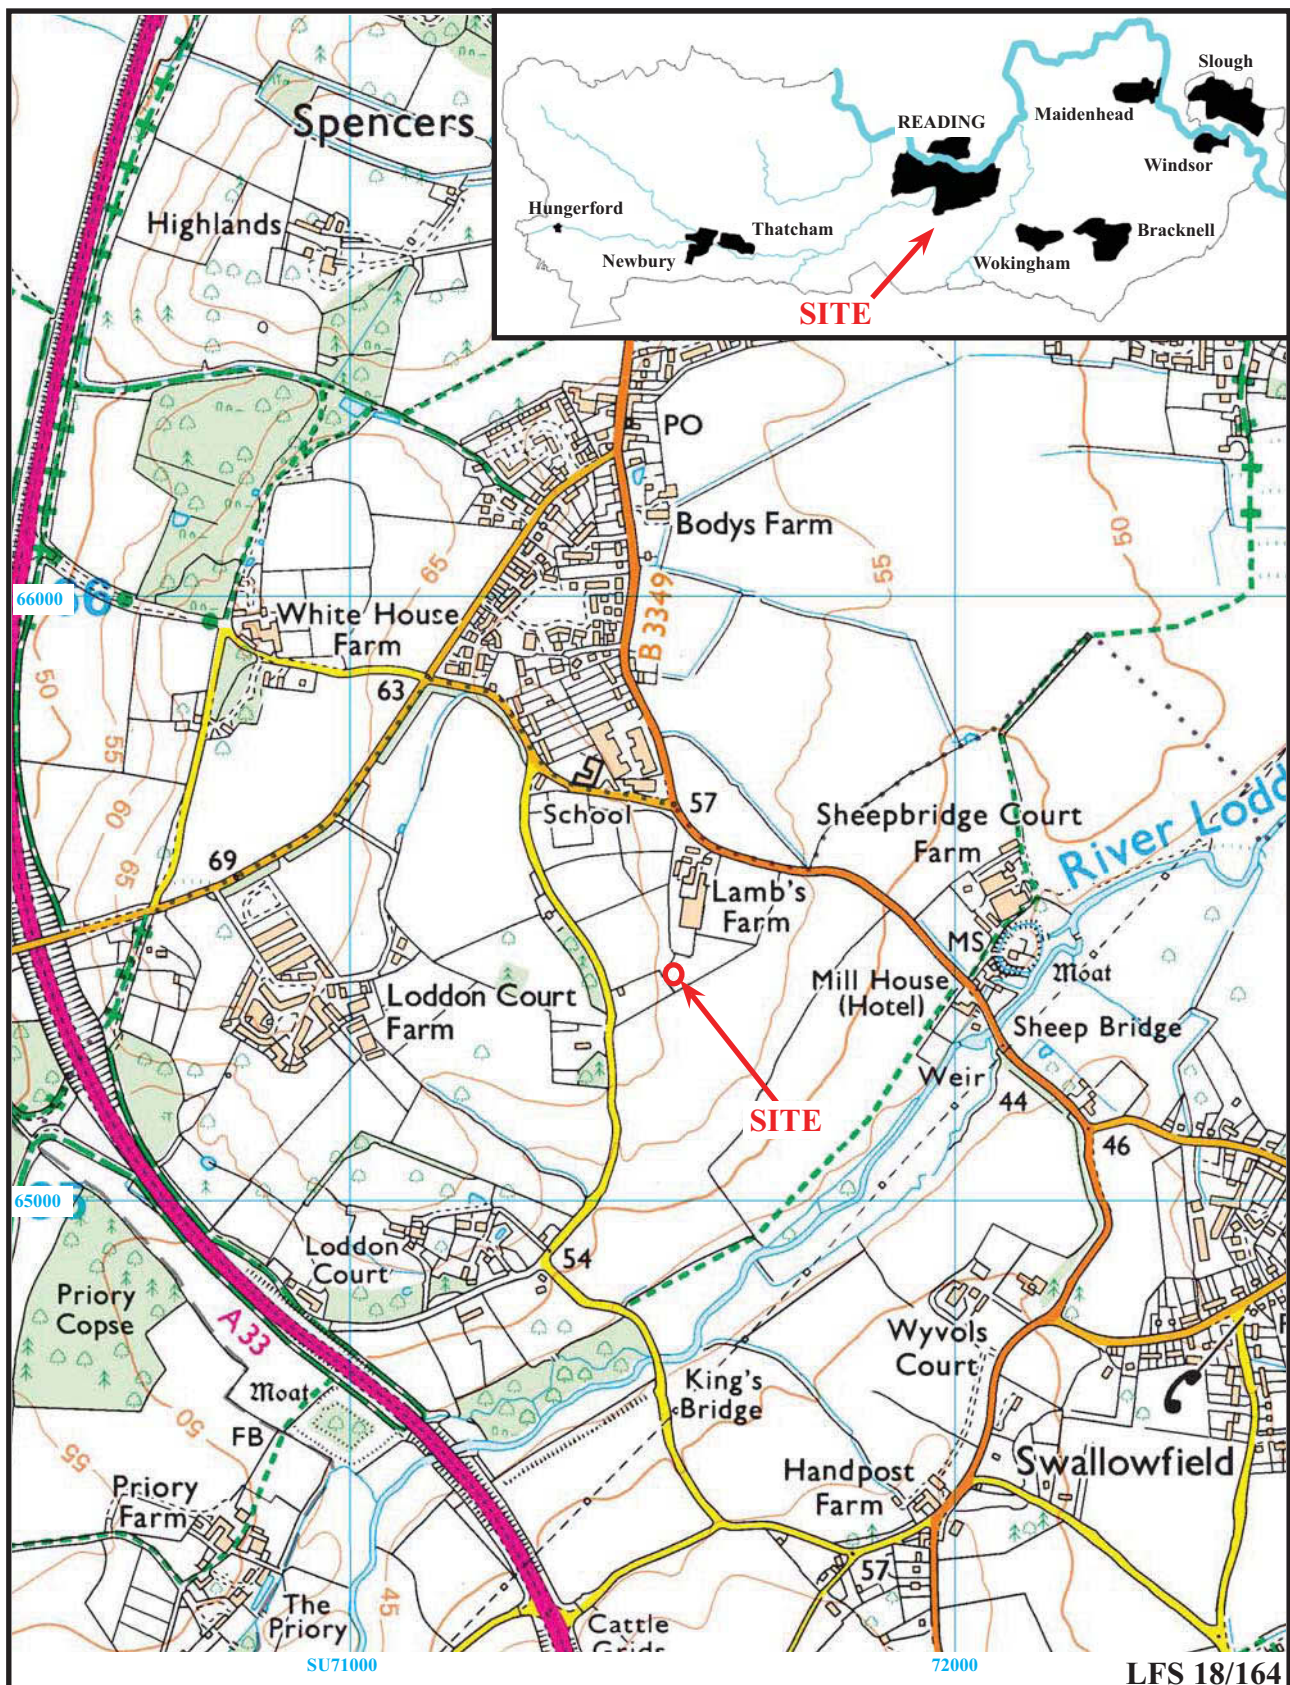 Spencers
Highlands
Slough
Maidenhead
READING
Windsor
Hungerford
Thatcham
Bracknell
Newbury
Wokingham
SITE
PO
Bodys Farm
65
55
50
B 3349
66000
White House
Farm
63
50
55
60
65
School
57
Sheepbridge Court
Farm
River Lodd
69
Lamb's
Farm
MS
Moat
Mill House
(Hotel)
Loddon Court
Farm
Sheep Bridge
Weir
44
SITE
46
65000
Loddon
Court
54
Priory
Copse
A 33
Wyvols
Court
Moat
King's
Bridge
FB
50
55
Swallowfield
Handpost
Farm
Priory
Farm
57
The
Priory
45
Cattle
Grids
SU71000
72000
LFS 18/164